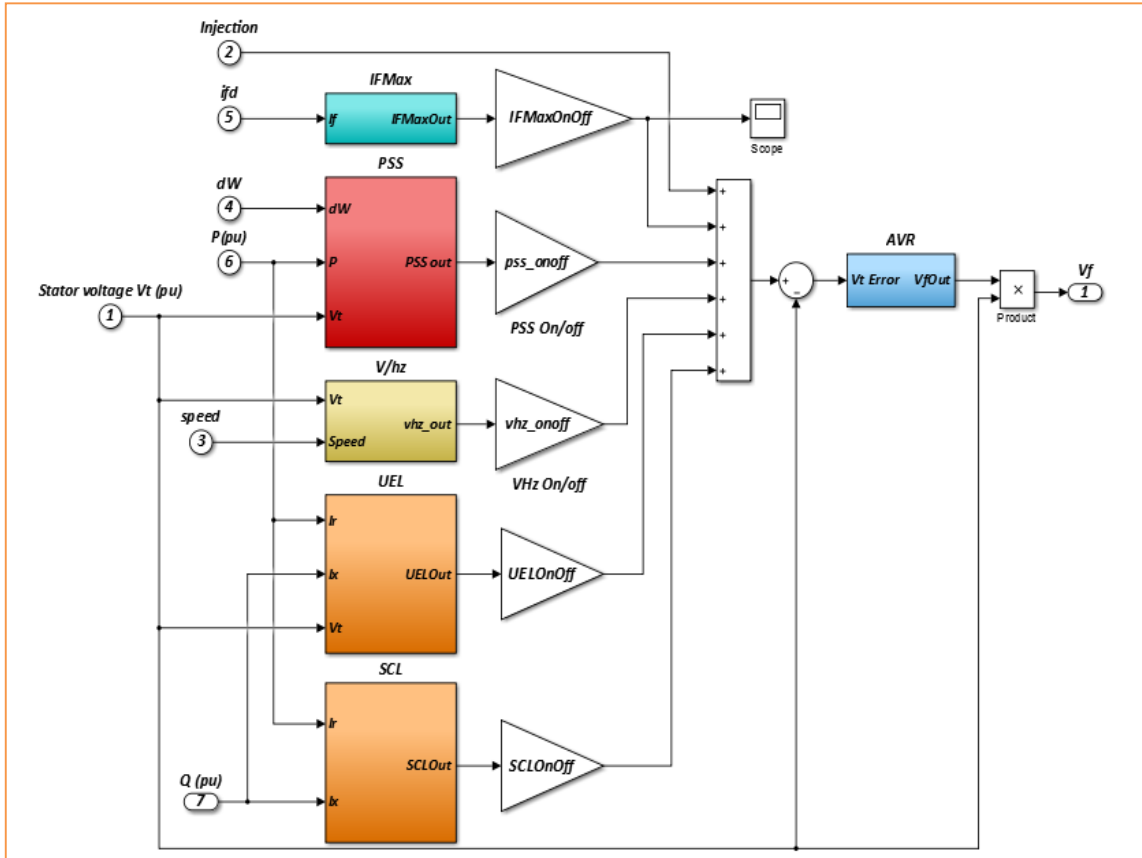 Injection
2
IFMax
ifd
5
If
IFMaxOut
IFMaxOnOff
Scope
PSS
dW
4
dW
P(pu)
6
P
PSS out
pss_onoff
Stator voltage Vt (pu)
1
Vt
PSS On/off
+
+
+
+
+
+
+
−
AVR
Vt Error
VfOut
×
Product
Vf
1
V/hz
Vt
speed
3
Speed
vhz_out
vhz_onoff
VHz On/off
UEL
Ir
Ix
UELOut
UELOnOff
Vt
SCL
Ir
SCLOut
SCLOnOff
Q (pu)
7
Ix